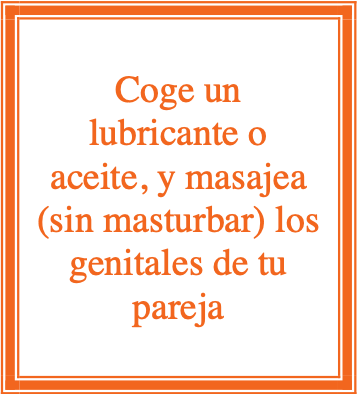 Coge un
lubricante o
aceite, y masajea
(sin masturbar) los
genitales de tu
pareja